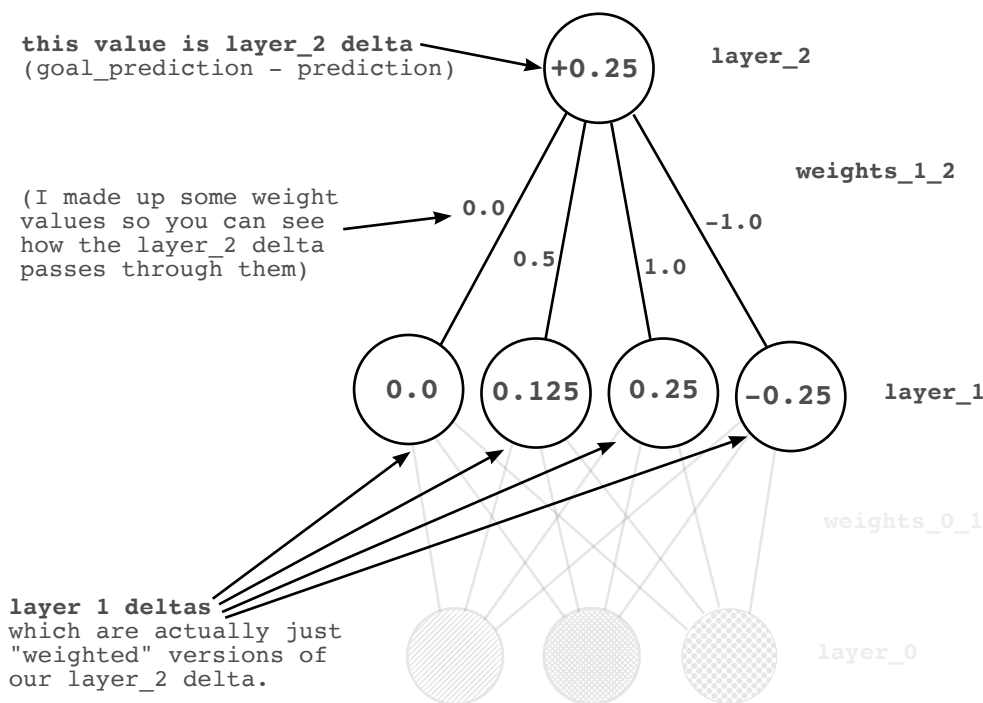 this value is layer_2 delta
(goal_prediction - prediction)
+0.25
layer_2
weights_1_2
(I made up some weight
values so you can see
how the layer_2 delta
passes through them)
0.0
0.5
1.0
-1.0
0.0
0.125
0.25
-0.25
layer_1
weights_0_1
layer 1 deltas
which are actually just
"weighted" versions of
our layer_2 delta.
layer_0